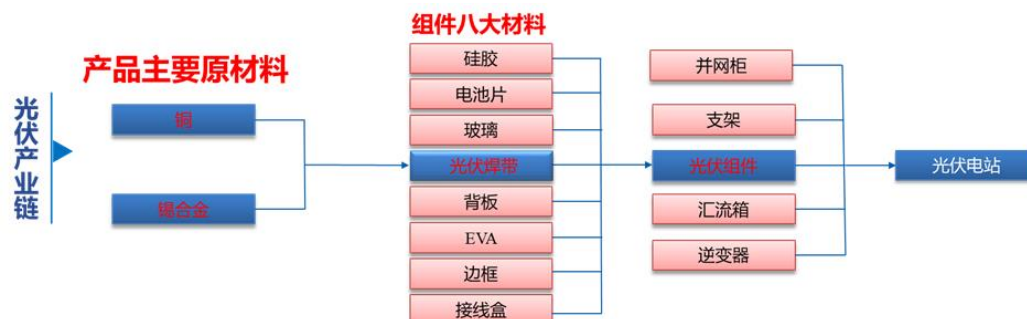 光伏产业链
产品主要原材料
铜
锡合金
组件八大材料
硅胶
电池片
玻璃
光伏焊带
背板
EVA
边框
接线盒
并网柜
支架
光伏组件
汇流箱
逆变器
光伏电站